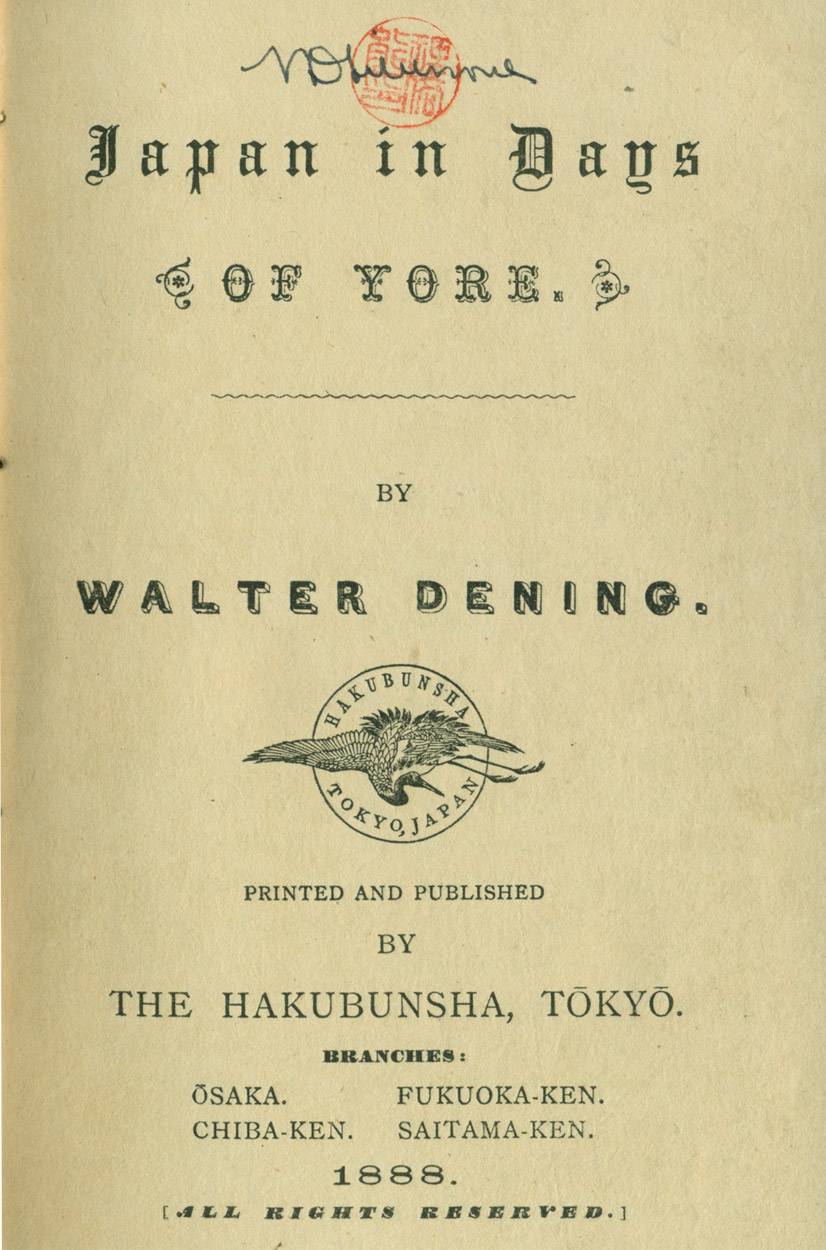 Japan in Days
OF YORE.
BY
WALTER DENING.
HAKUBUNSHA
TOKYO, JAPAN
PRINTED AND PUBLISHED
BY
THE HAKUBUNSHA, TŌKYŌ.
BRANCHES:
ŌSAKA. FUKUOKA-KEN.
CHIBA-KEN. SAITAMA-KEN.
1888.
[ALL RIGHTS RESERVED.]